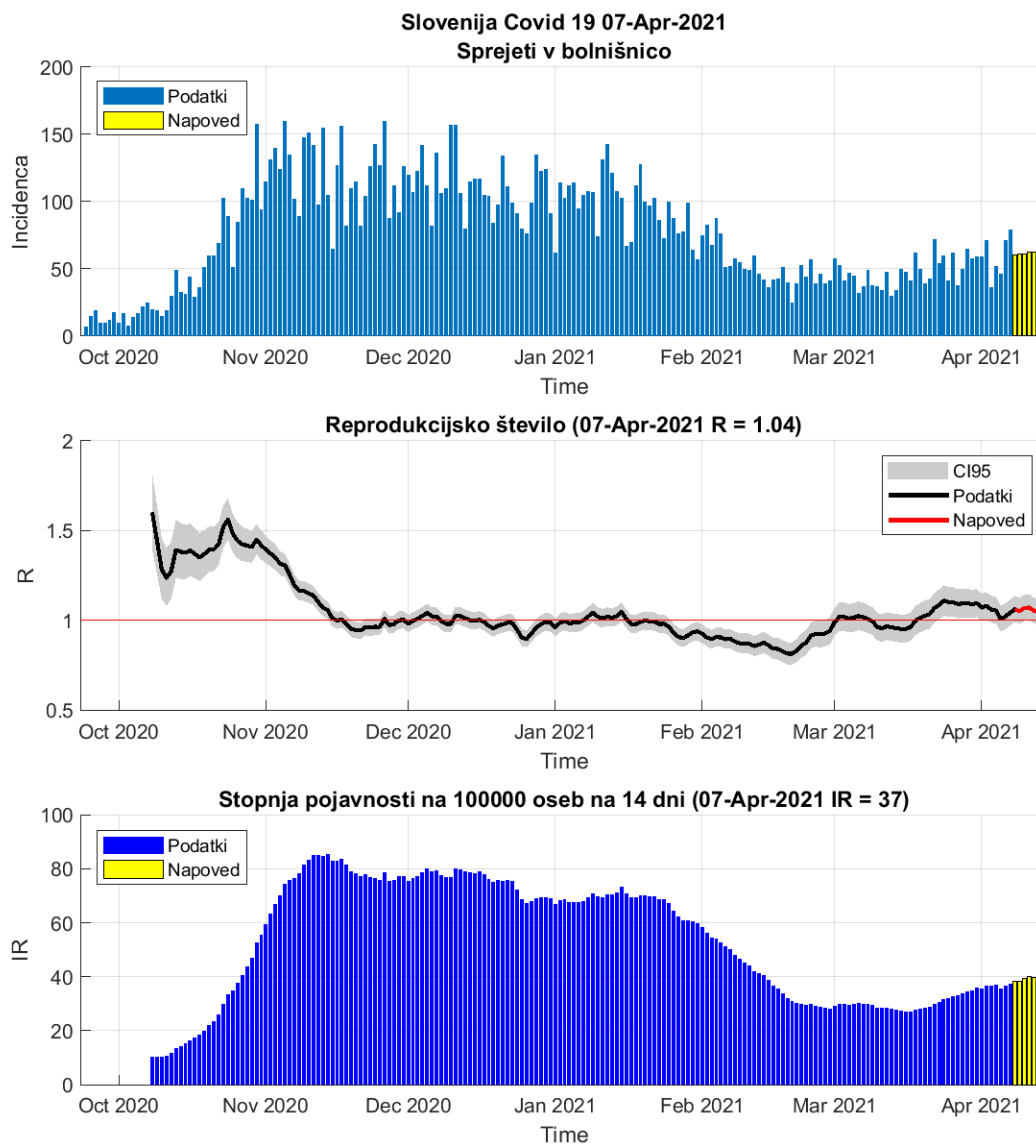 Slovenija Covid 19 07-Apr-2021
Sprejeti v bolnišnico
200
150
100
50
0
Incidenca
Podatki
Napoved
Oct 2020 Nov 2020 Dec 2020 Jan 2021 Feb 2021 Mar 2021 Apr 2021
Time
Reprodukcijsko število (07-Apr-2021 R = 1.04)
2
1.5
1
0.5
R
CI95
Podatki
Napoved
Oct 2020 Nov 2020 Dec 2020 Jan 2021 Feb 2021 Mar 2021 Apr 2021
Time
Stopnja pojavnosti na 100000 oseb na 14 dni (07-Apr-2021 IR = 37)
100
80
60
40
20
0
IR
Podatki
Napoved
Oct 2020 Nov 2020 Dec 2020 Jan 2021 Feb 2021 Mar 2021 Apr 2021
Time